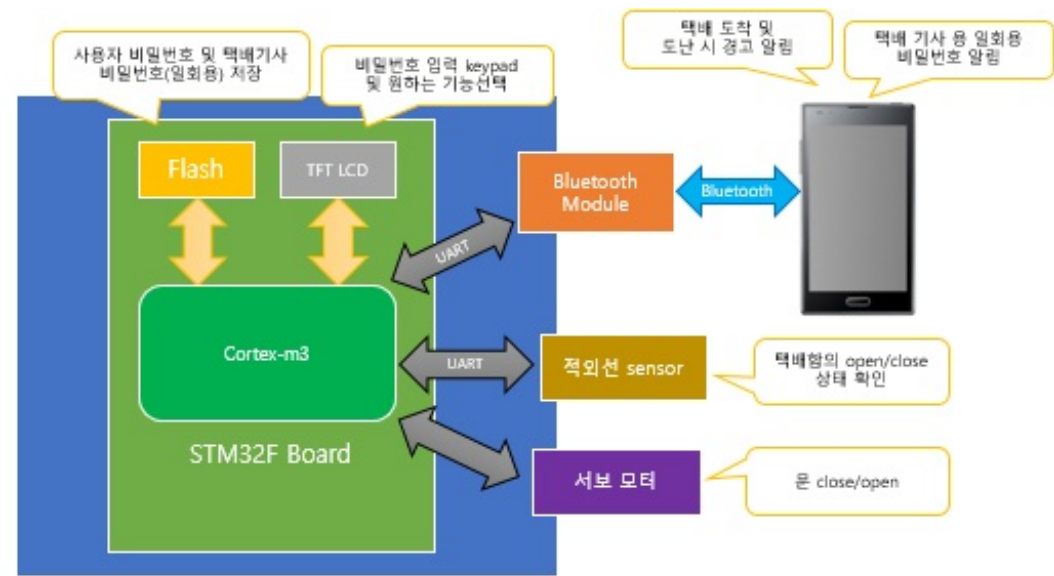 사용자 비밀번호 및 택배기사
비밀번호(일회용) 저장
비밀번호 입력 keypad
및 원하는 기능선택
택배 도착 및
도난 시 경고 알림
택배 기사 용 일회용
비밀번호 알림
Flash
TFT LCD
Bluetooth
Module
Bluetooth
UART
Cortex-m3
UART
적외선 sensor
택배함의 open/close
상태 확인
STM32F Board
서보 모터
문 close/open